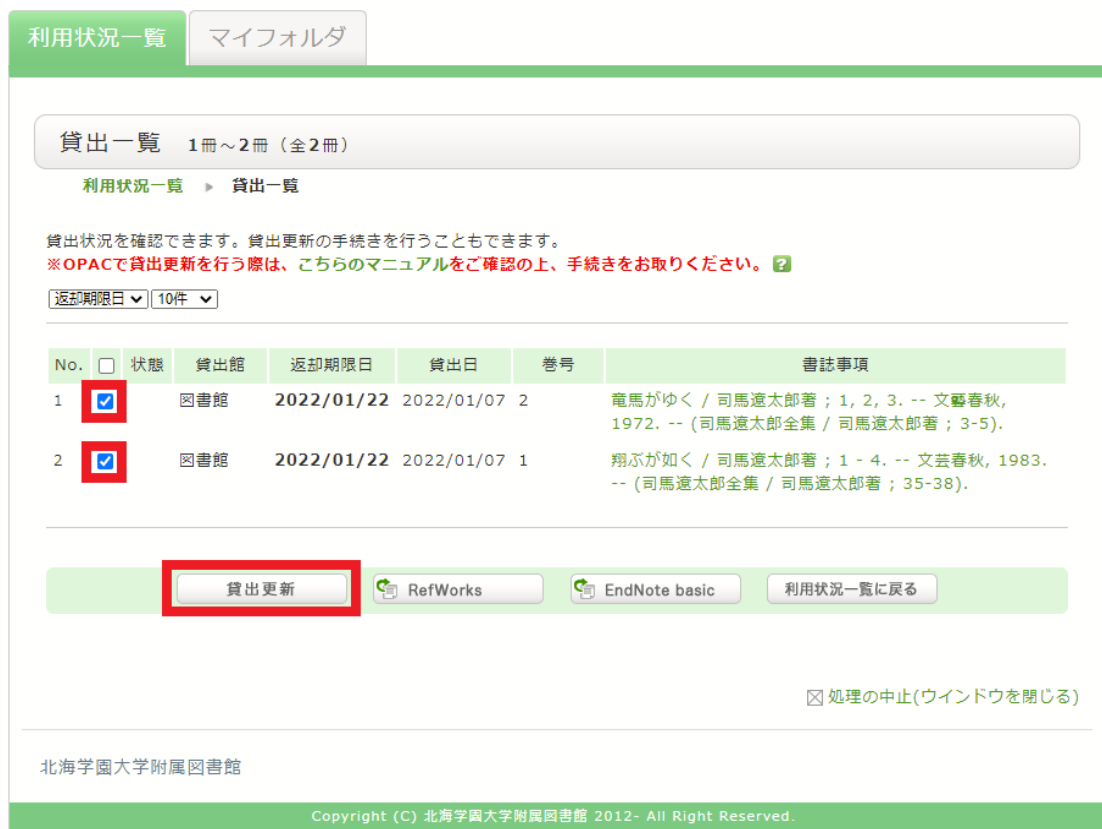 利用状況一覧 マイフォルダ
貸出一覧 1冊～2冊（全2冊）
利用状況一覧 ▶ 貸出一覧
貸出状況を確認できます。貸出更新の手続きを行うこともできます。
※OPACで貸出更新を行う際は、こちらのマニュアルをご確認の上、手続きをお取りください。 ?
返却期限日 10件
No. 状態 貸出館 返却期限日 貸出日 巻号 書誌事項
1 図書館 2022/01/22 2022/01/07 2 竜馬がゆく / 司馬遼太郎著 ; 1, 2, 3. -- 文藝春秋,
1972. -- (司馬遼太郎全集 / 司馬遼太郎著 ; 3-5).
2 図書館 2022/01/22 2022/01/07 1 翔ぶが如く / 司馬遼太郎著 ; 1 - 4. -- 文芸春秋, 1983.
-- (司馬遼太郎全集 / 司馬遼太郎著 ; 35-38).
貸出更新 RefWorks EndNote basic 利用状況一覧に戻る
処理の中止(ウインドウを閉じる)
北海学園大学附属図書館
Copyright (C) 北海学園大学附属図書館 2012- All Right Reserved.